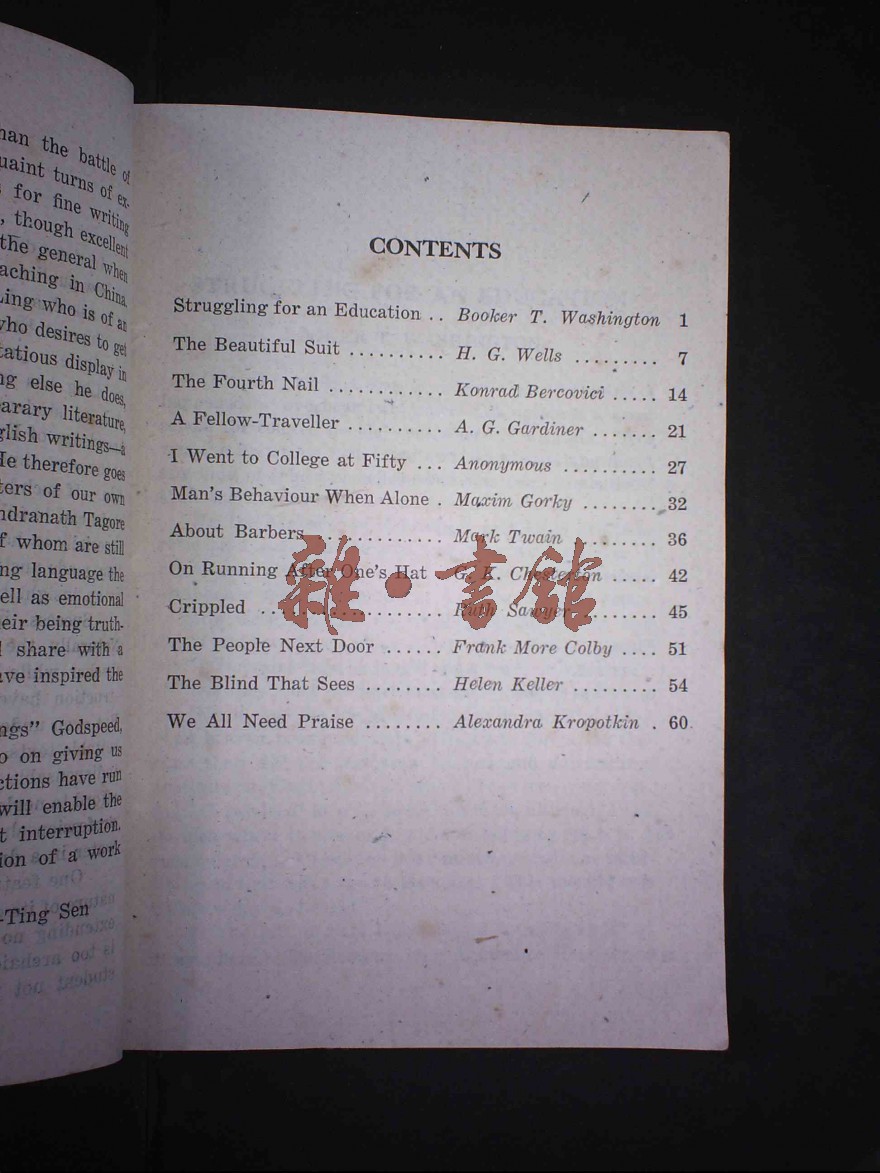 han the battle of
uaint turns of ex-
s for fine writing
, though excellent
the general when
aching in China.
Ling who is of an
who desires to get
tatious display in
ng else he does,
parary literature,
glish writings—a
He therefore goes
ters of our own
ndranath Tagore
f whom are still
ng language the
ell as emotional
eir being truth-
l share with a
ave inspired the
ngs" Godspeed,
o on giving us
ctions have run
will enable the
t interruption.
ion of a work
-Ting Sen
CONTENTS
Struggling for an Education .. Booker T. Washington 1
The Beautiful Suit .......... H. G. Wells ......... 7
The Fourth Nail ............ Konrad Bercovici ..... 14
A Fellow-Traveller .......... A. G. Gardiner ....... 21
I Went to College at Fifty ... Anonymous .......... 27
Man's Behaviour When Alone . Maxim Gorky ........ 32
About Barbers .............. Mark Twain ......... 36
On Running After One's Hat .. G. K. Chesterton ..... 42
Crippled ................... Ruth Sawyer ......... 45
The People Next Door ...... Frank More Colby .... 51
The Blind That Sees ........ Helen Keller ......... 54
We All Need Praise ........ Alexandra Kropotkin . 60
雅·書館